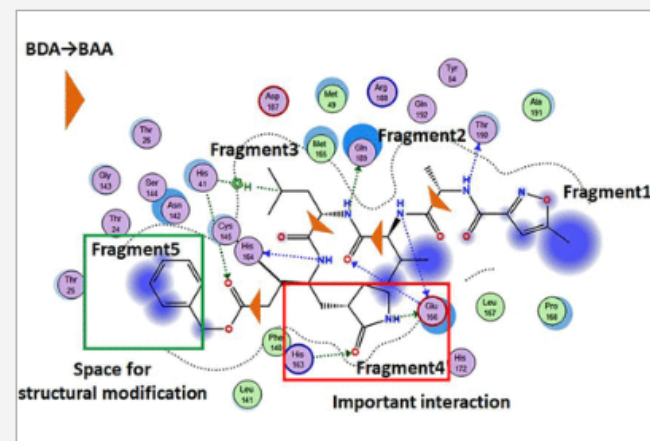 BDA→BAA
Tyr
54
Asp
187
Met
49
Arg
188
Gln
192
Ala
191
Thr
26
Thr
190
Fragment3
Met
165
Gln
189
Fragment2
Gly
143
Ser
144
His
41
Asn
142
Fragment1
H
Thr
24
Cys
145
His
164
Fragment5
Thr
25
Glu
166
Leu
167
Pro
168
Phe
140
His
163
Fragment4
His
172
Space for
structural modification
Leu
141
Important interaction
H
N
H
N
O
N
O
O
H
N
O
O
O
N
H
O
O
NH
O